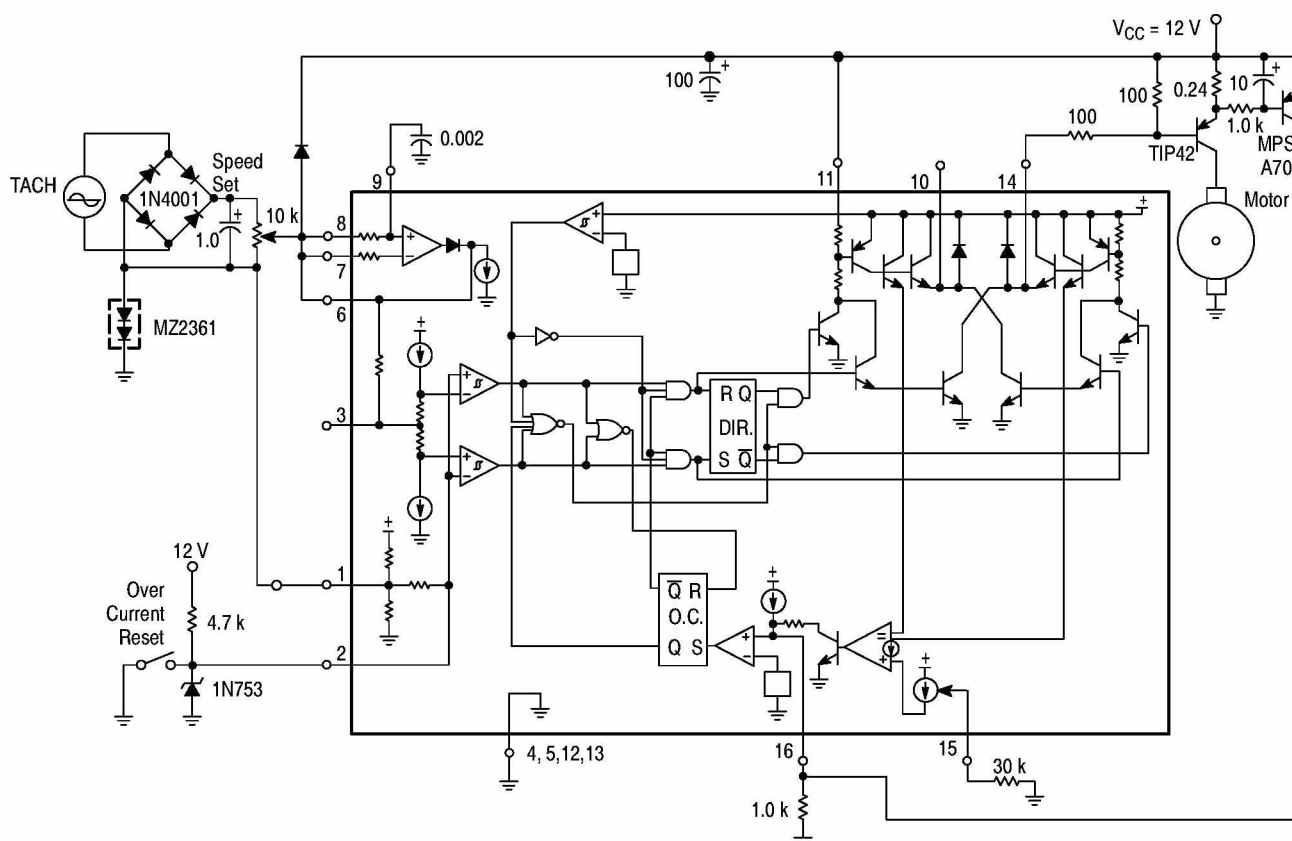 V_CC = 12 V
100
+
100
0.24
10
+
1.0 k
MPS
A70
TIP42
100
0.002
TACH
1N4001
Speed
Set
10 k
+
1.0
MZ2361
9
11
10
14
Motor
8
7
6
3
1
2
+
–
+
–
+
+
+
–
+
–
+
R Q
DIR.
S Q̅
12 V
Over
Current
Reset
4.7 k
1N753
Q̅ R
O.C.
Q S
+
–
+
=
+
+
4, 5,12,13
16
15
30 k
1.0 k